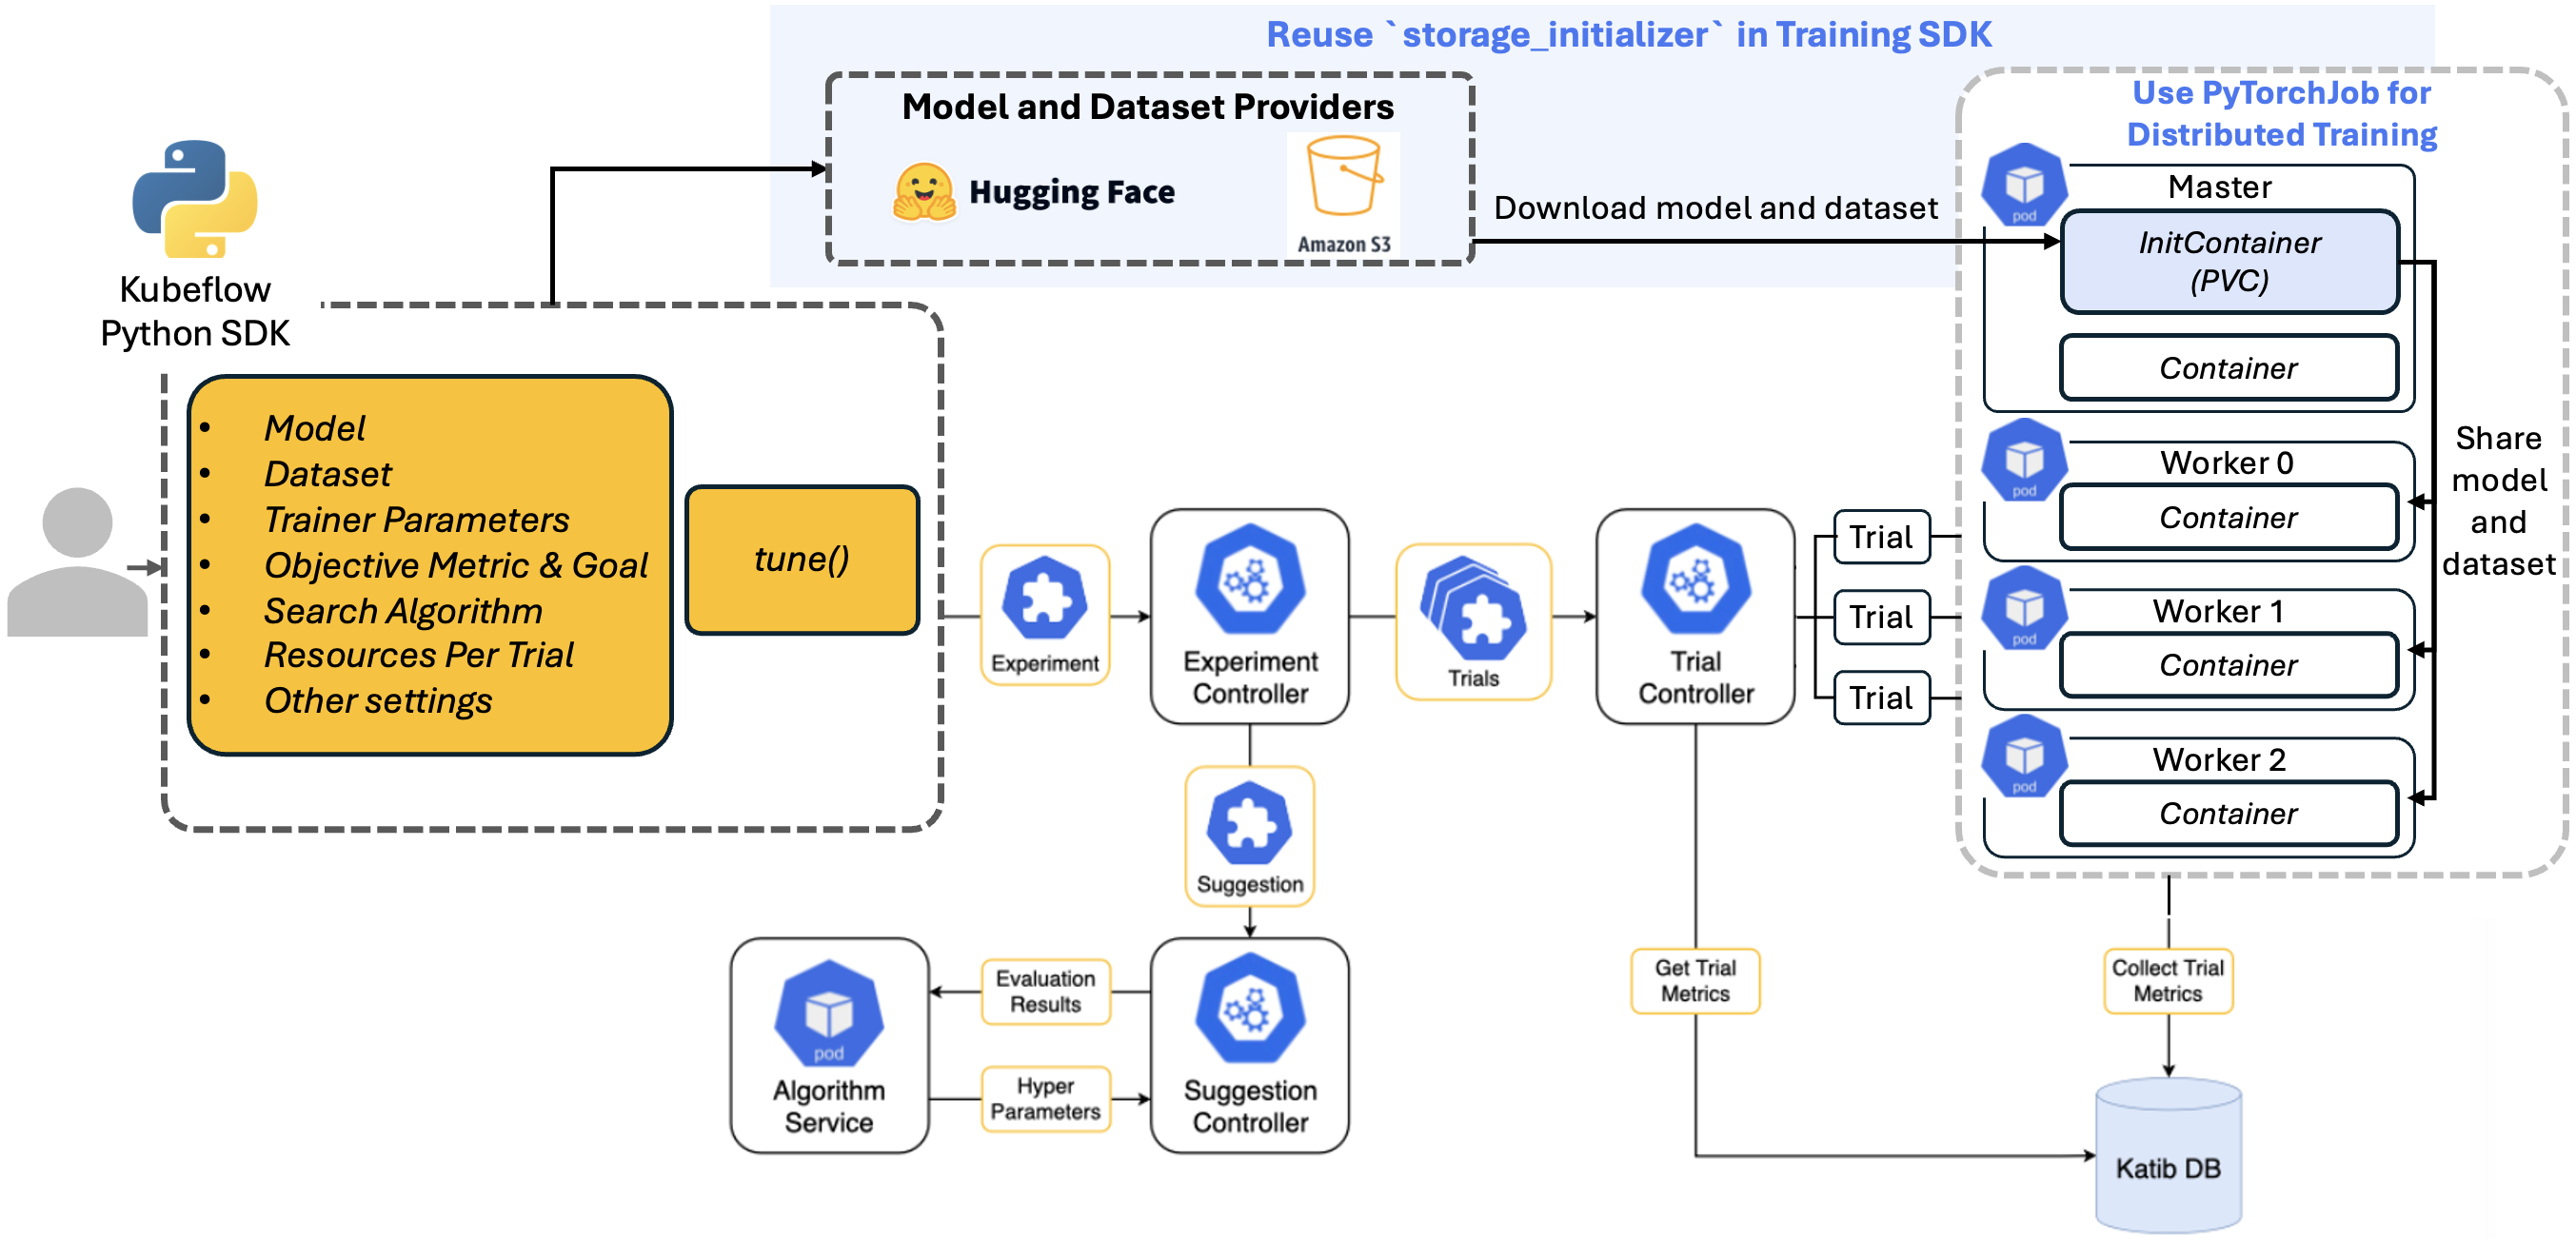 Reuse `storage_initializer` in Training SDK
Model and Dataset Providers
Hugging Face
Amazon S3
Download model and dataset
Use PyTorchJob for
Distributed Training
pod
Master
InitContainer
(PVC)
Container
pod
Worker 0
Container
pod
Worker 1
Container
pod
Worker 2
Container
Share
model
and
dataset
Kubeflow
Python SDK
• Model
• Dataset
• Trainer Parameters
• Objective Metric & Goal
• Search Algorithm
• Resources Per Trial
• Other settings
tune()
Experiment
Experiment
Controller
Trials
Trial
Controller
Trial
Trial
Trial
Suggestion
pod
Algorithm
Service
Evaluation
Results
Hyper
Parameters
Suggestion
Controller
Get Trial
Metrics
Collect Trial
Metrics
Katib DB